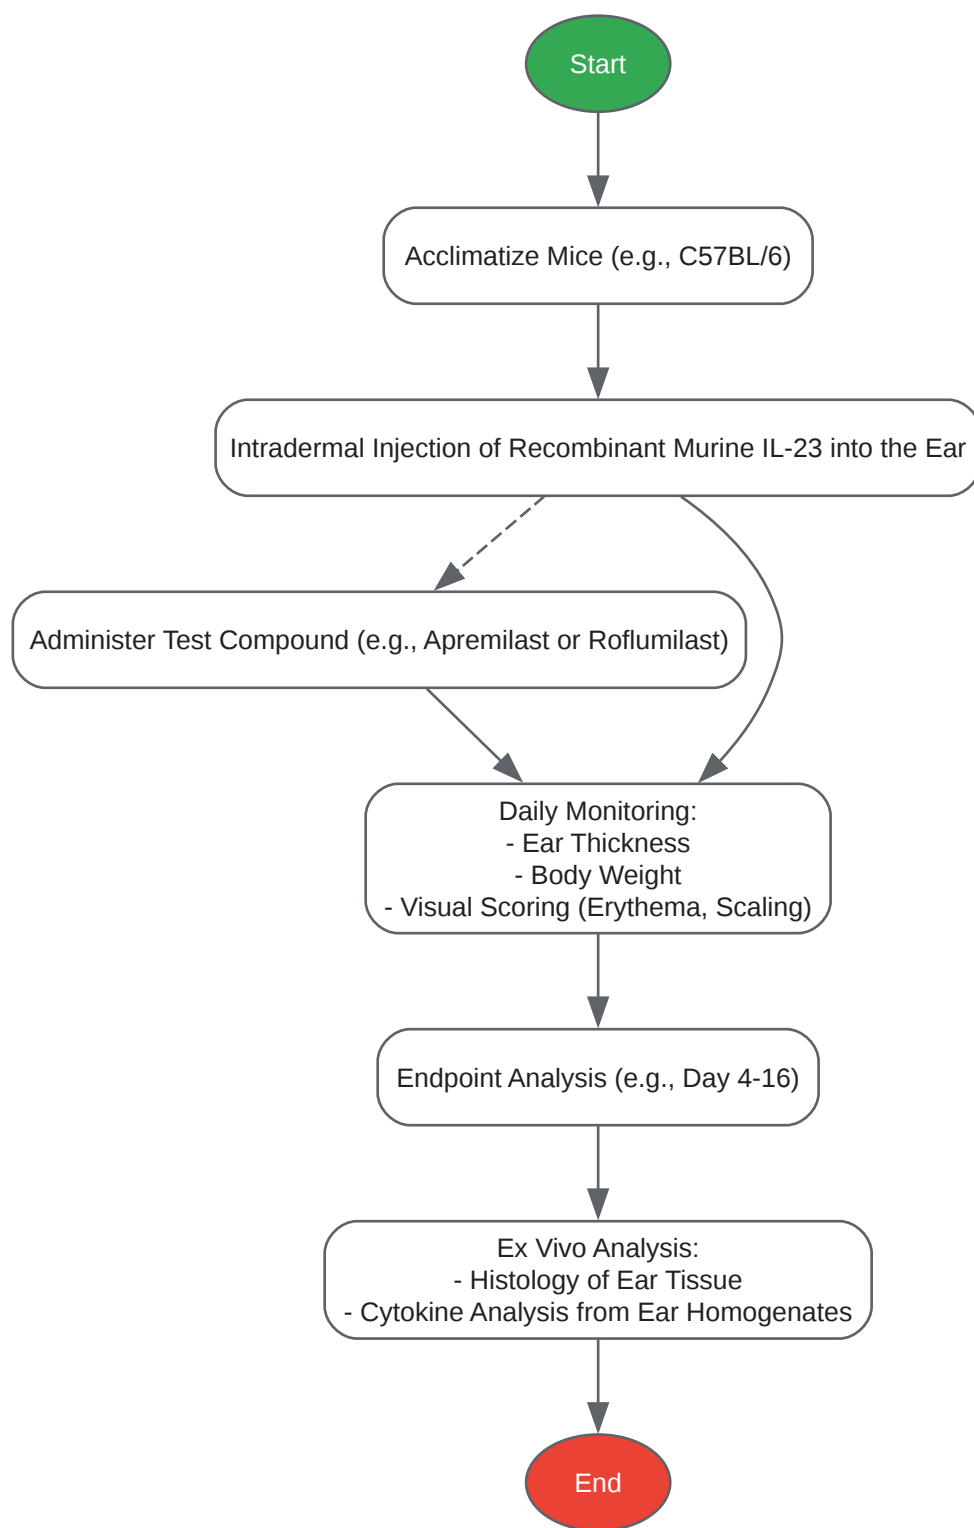 Start
Acclimatize Mice (e.g., C57BL/6)
Intradermal Injection of Recombinant Murine IL-23 into the Ear
Administer Test Compound (e.g., Apremilast or Roflumilast)
Daily Monitoring:
- Ear Thickness
- Body Weight
- Visual Scoring (Erythema, Scaling)
Endpoint Analysis (e.g., Day 4-16)
Ex Vivo Analysis:
- Histology of Ear Tissue
- Cytokine Analysis from Ear Homogenates
End